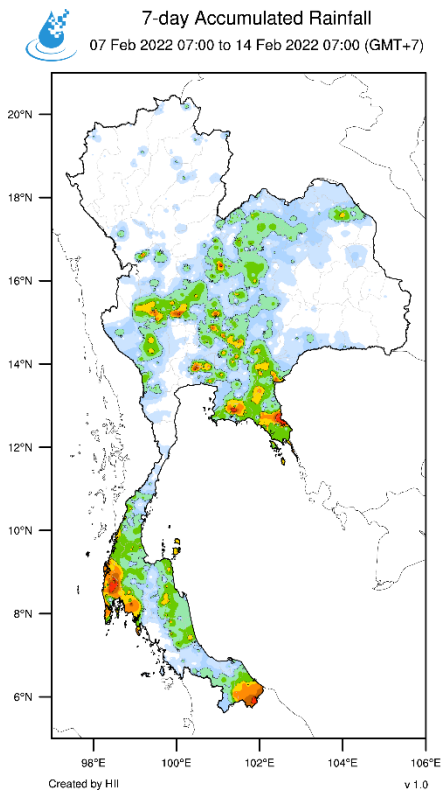 7-day Accumulated Rainfall
07 Feb 2022 07:00 to 14 Feb 2022 07:00 (GMT+7)
20°N
18°N
16°N
14°N
12°N
10°N
8°N
6°N
98°E 100°E 102°E 104°E 106°E
Created by HII v 1.0